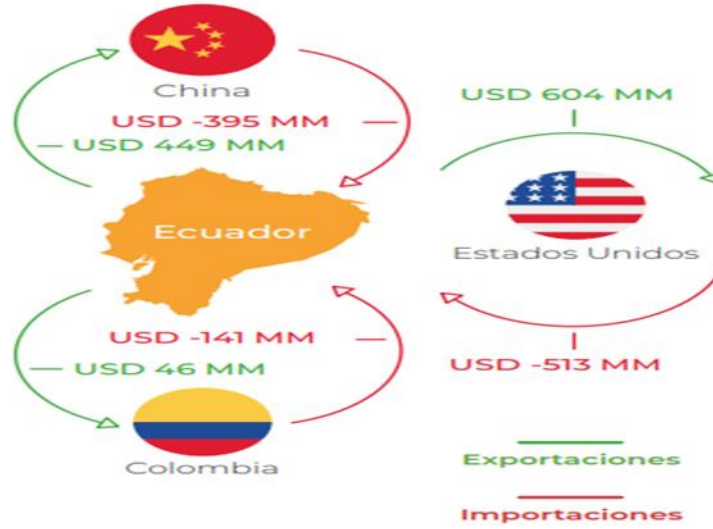 China
USD -395 MM
USD 449 MM
Ecuador
USD -141 MM
USD 46 MM
Colombia
USD 604 MM
Estados Unidos
USD -513 MM
Exportaciones
Importaciones